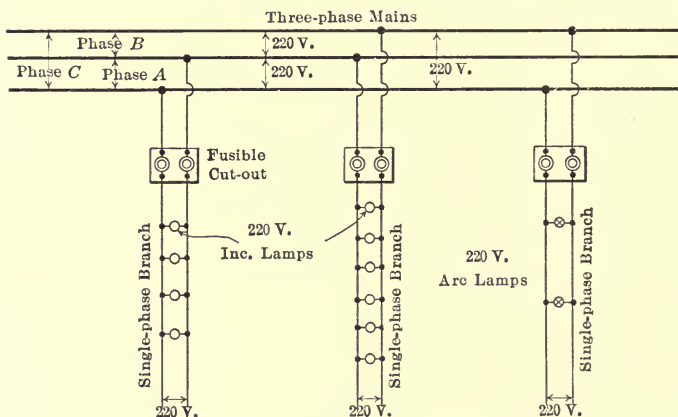 Three-phase Mains
Phase B
220 V.
Phase C
Phase A
220 V.
220 V.
Fusible
Cut-out
220 V.
Inc. Lamps
220 V.
Arc Lamps
Single-phase Branch
Single-phase Branch
Single-phase Branch
220 V.
220 V.
220 V.